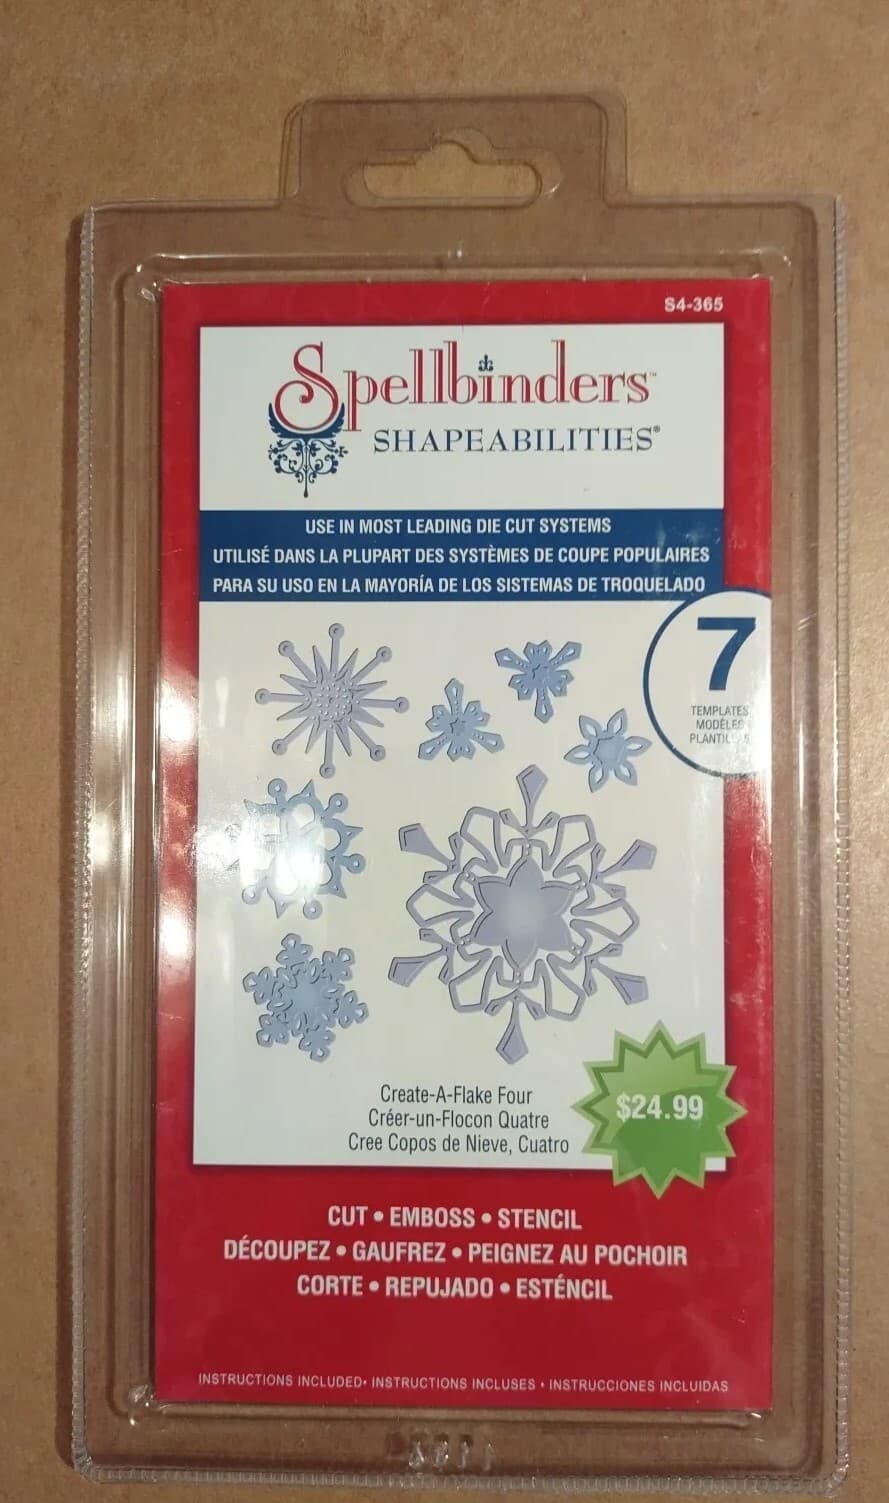 S4-365
Spellbinders™
SHAPEABILITIES®
USE IN MOST LEADING DIE CUT SYSTEMS
UTILISÉ DANS LA PLUPART DES SYSTÈMES DE COUPE POPULAIRES
PARA SU USO EN LA MAYORÍA DE LOS SISTEMAS DE TROQUELADO
7
TEMPLATES
MODÈLES
Create-A-Flake Four
Créer-un-Flocon Quatre
Cree Copos de Nieve, Cuatro
$24.99
CUT • EMBOSS • STENCIL
DÉCOUPEZ • GAUFREZ • PEIGNEZ AU POCHOIR
CORTE • REPUJADO • ESTÉNCIL
INSTRUCTIONS INCLUDED• INSTRUCTIONS INCLUSES • INSTRUCCIONES INCLUIDAS